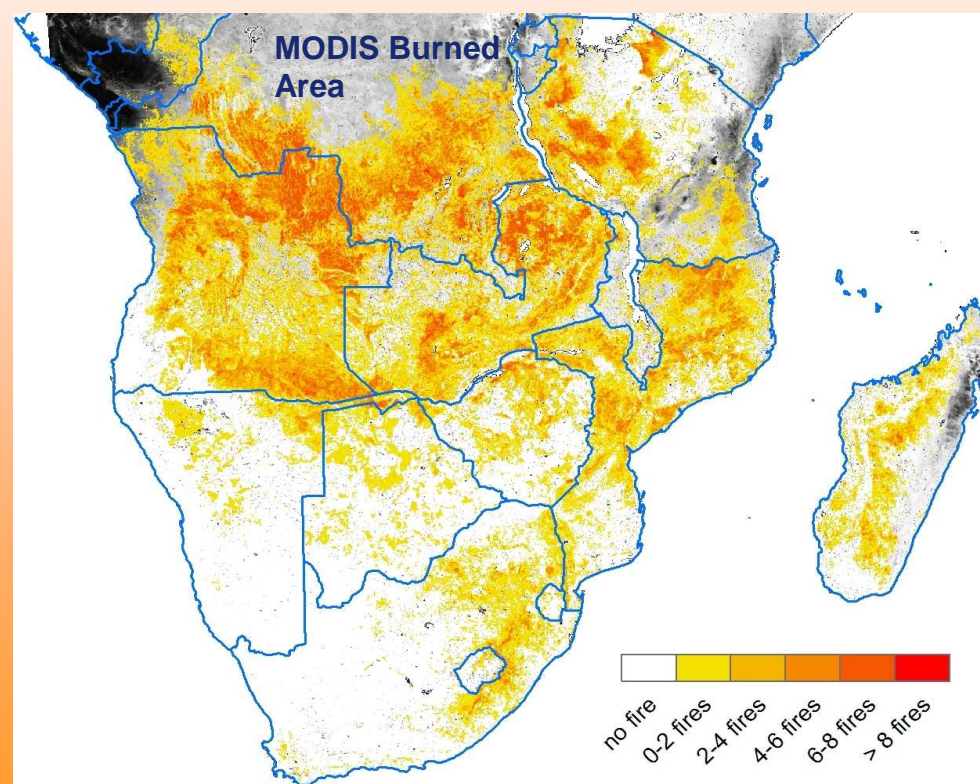 MODIS Burned
Area
no fire
0-2 fires
2-4 fires
4-6 fires
6-8 fires
> 8 fires